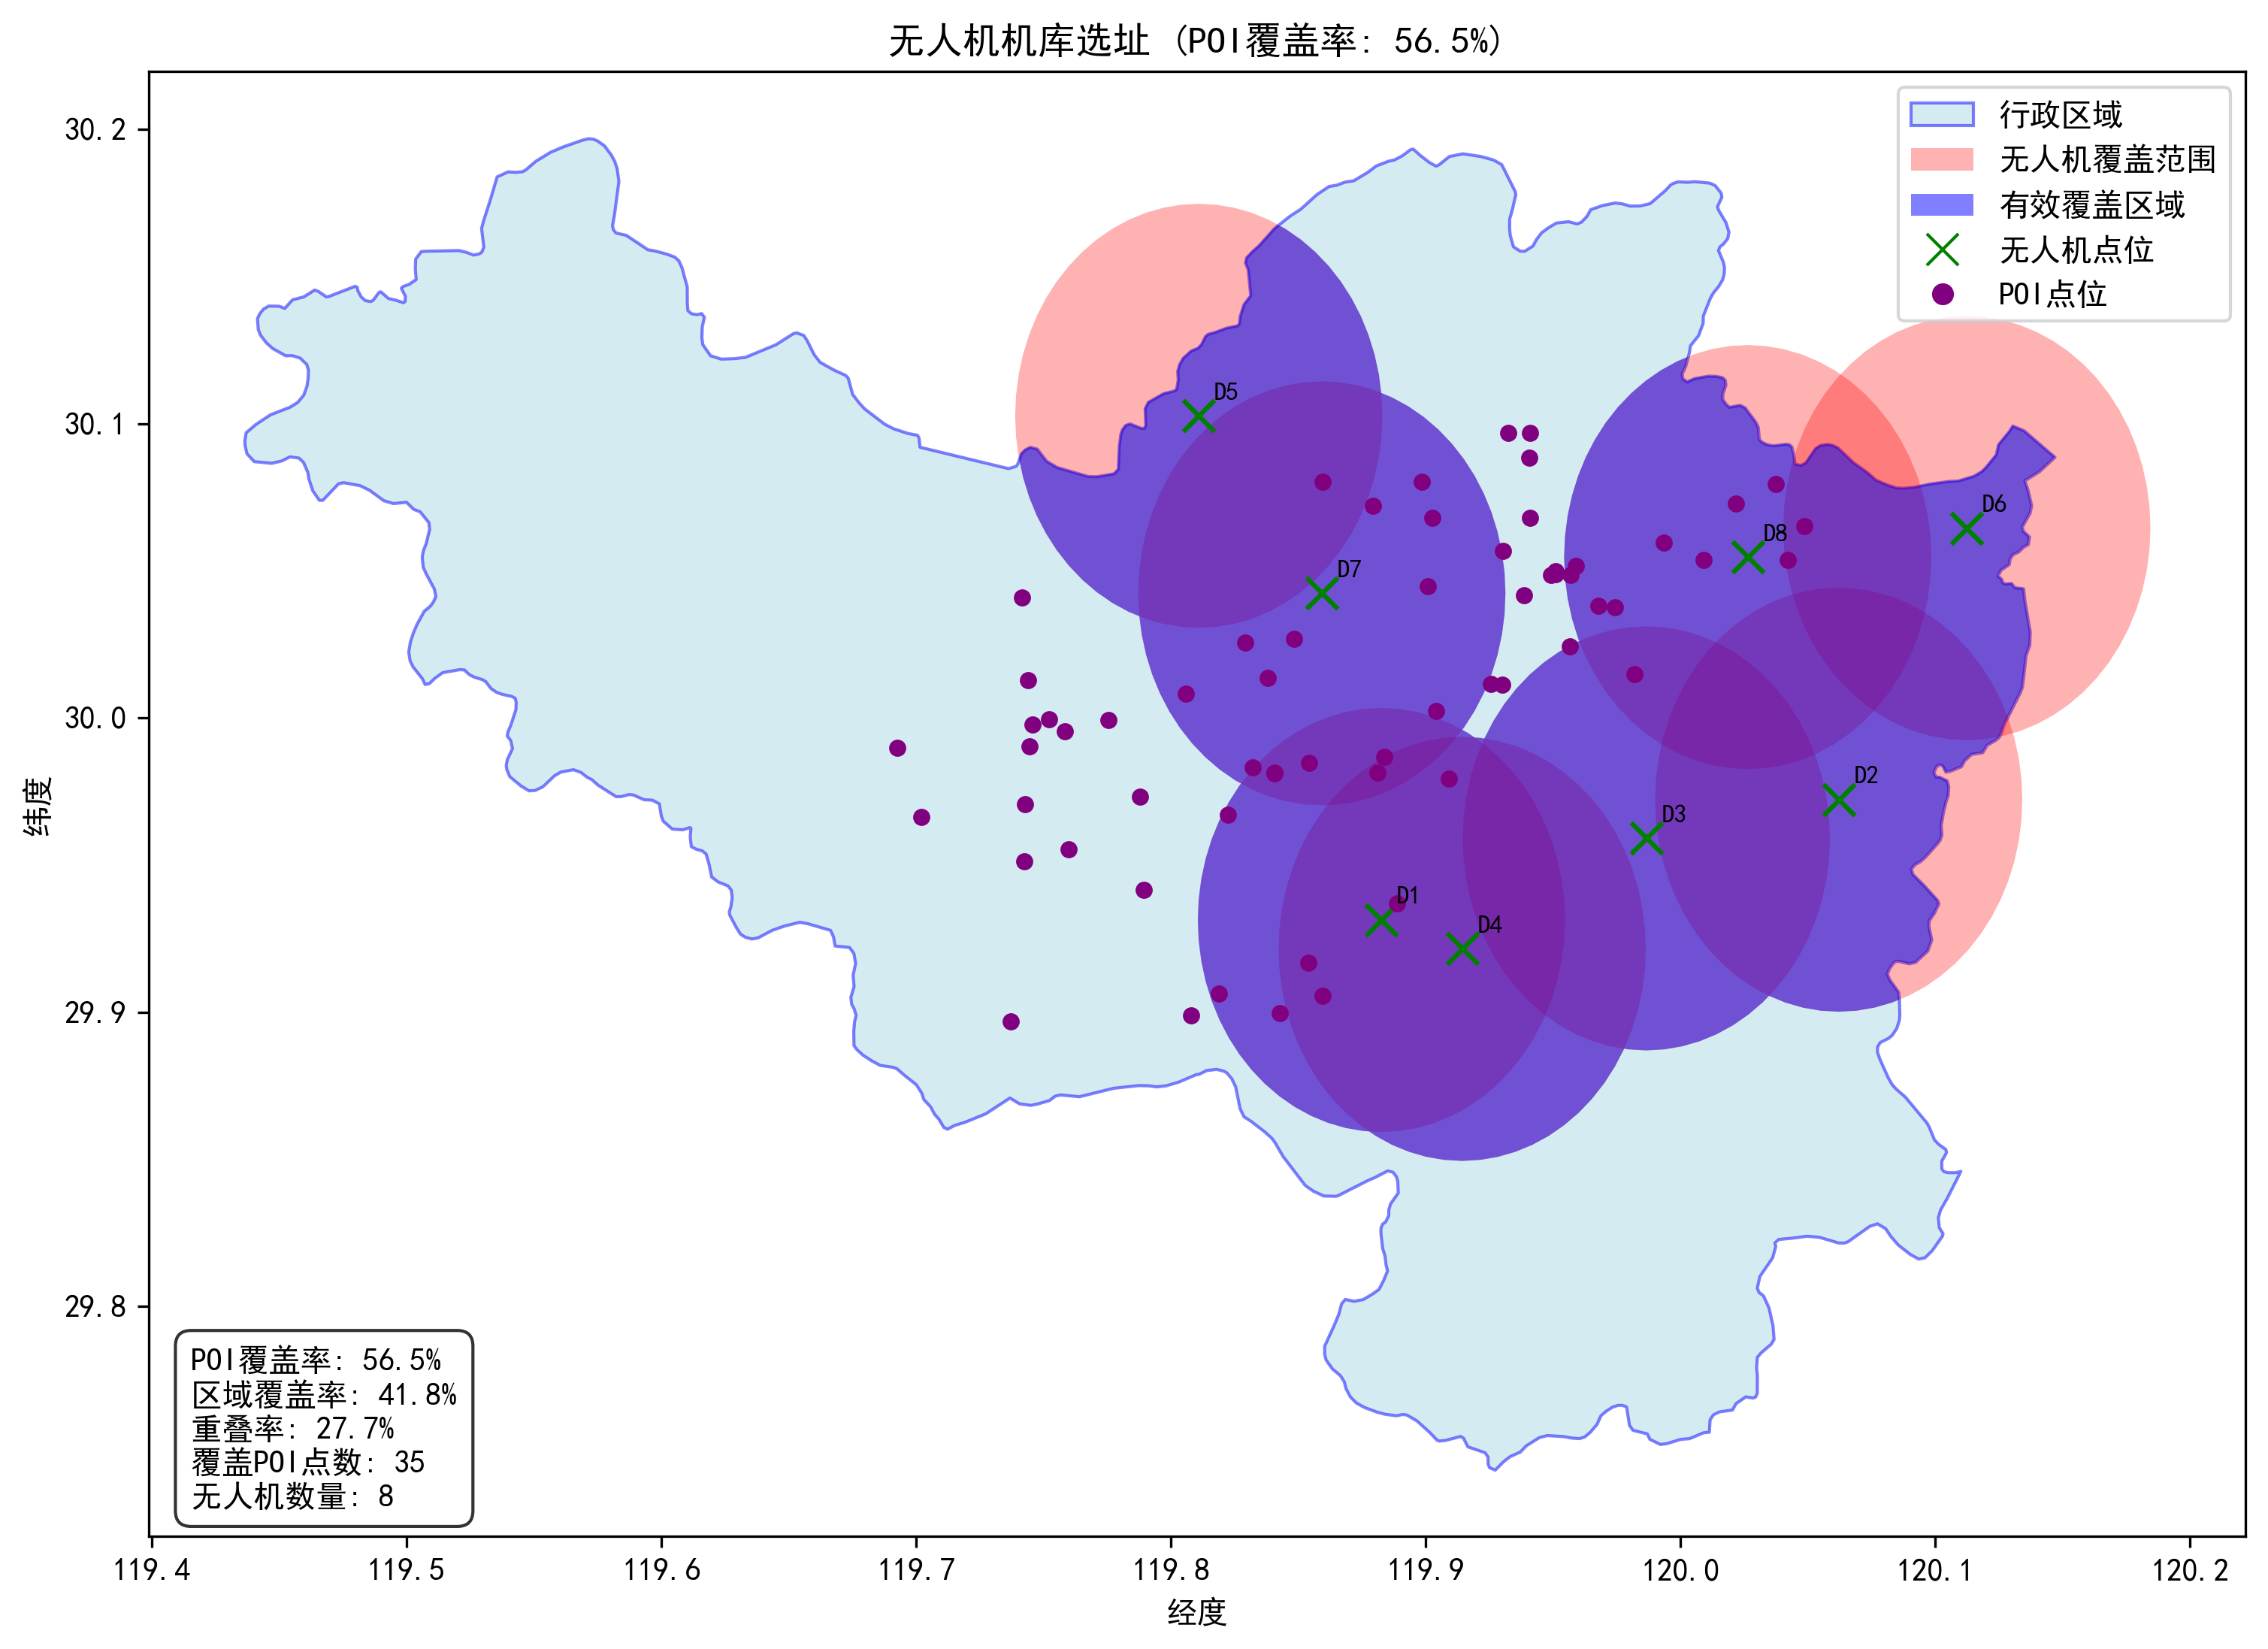 无人机机库选址 (POI覆盖率: 56.5%)
行政区域
无人机覆盖范围
有效覆盖区域
无人机点位
POI点位
30.2
30.1
30.0
29.9
29.8
纬度
D5
D6
D8
D7
D2
D3
D1
D4
POI覆盖率: 56.5%
区域覆盖率: 41.8%
重叠率: 27.7%
覆盖POI点数: 35
无人机数量: 8
119.4 119.5 119.6 119.7 119.8 119.9 120.0 120.1 120.2
经度